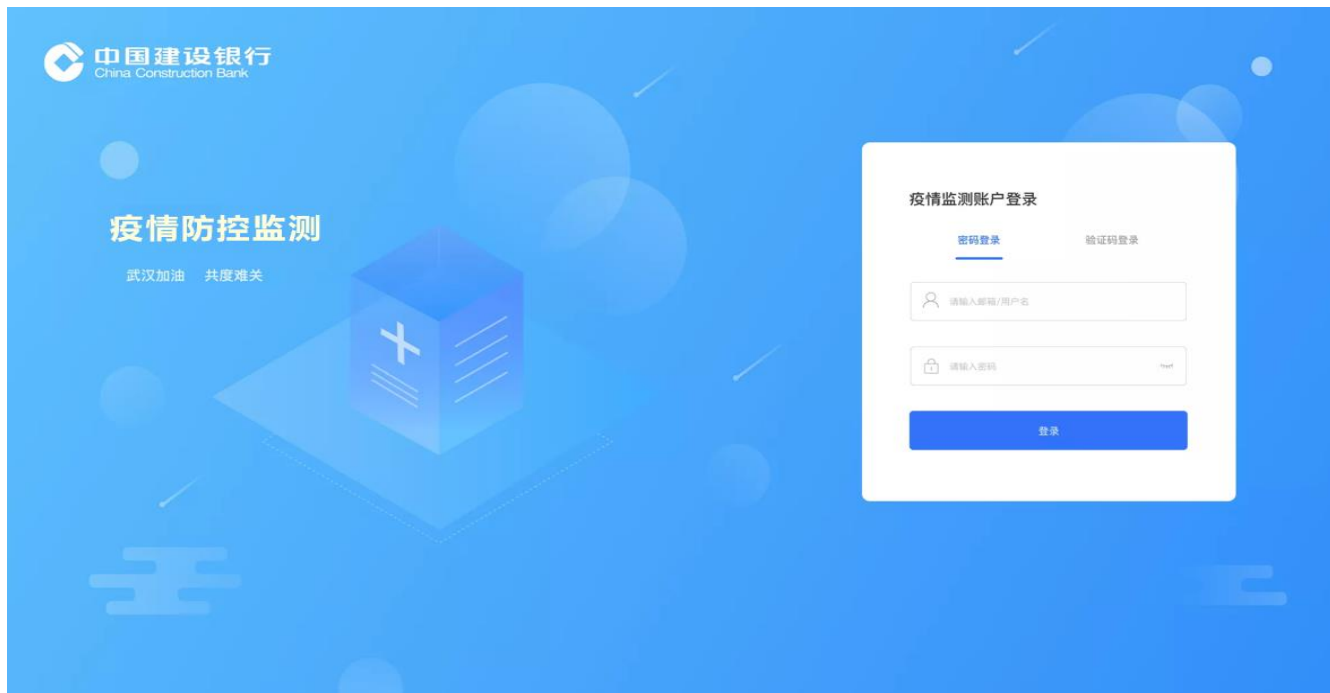 中国建设银行
China Construction Bank
疫情防控监测
武汉加油 共度难关
疫情监测账户登录
密码登录 验证码登录
请输入邮箱/用户名
请输入密码
登录